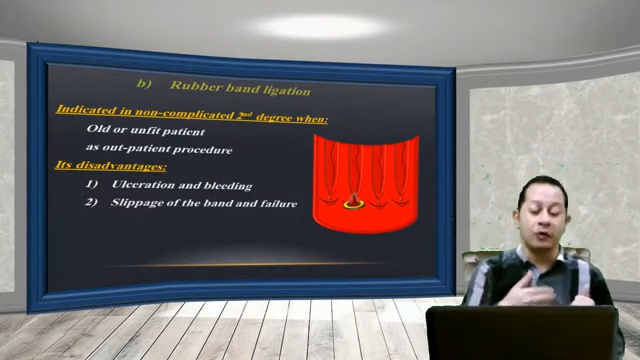 b) Rubber band ligation
Indicated in non-complicated 2nd degree when:
Old or unfit patient
as out-patient procedure
Its disadvantages:
1) Ulceration and bleeding
2) Slippage of the band and failure